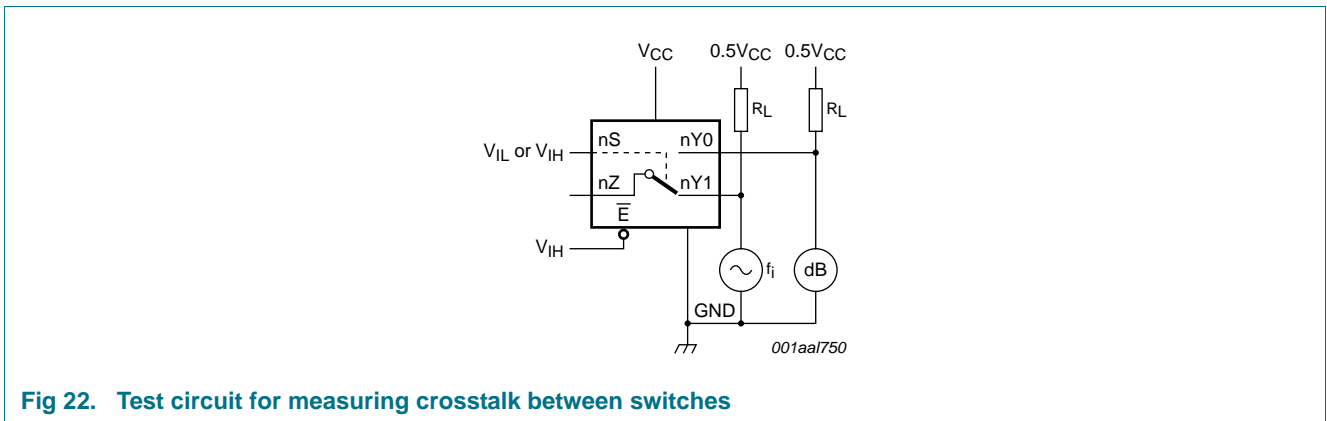 VCC 0.5VCC 0.5VCC
RL RL
nS nY0
VIL or VIH
nZ nY1
E
VIH
fi dB
GND
001aal750
Fig 22. Test circuit for measuring crosstalk between switches